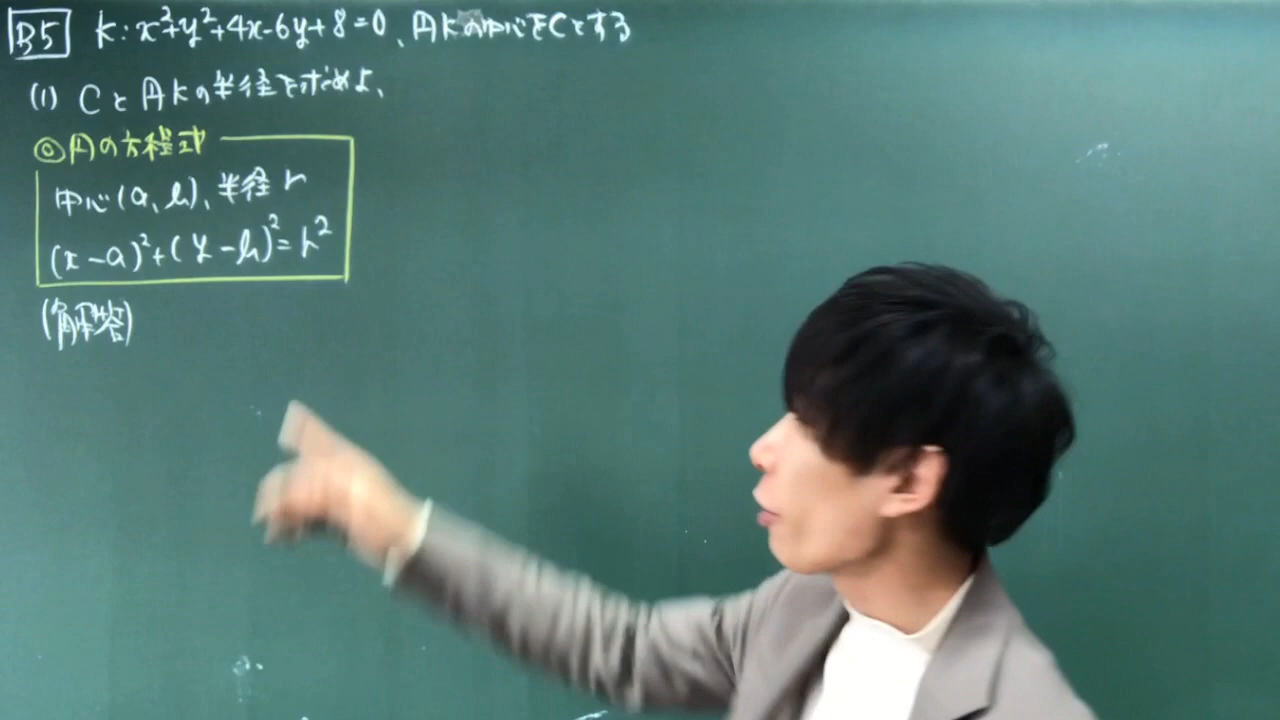 B5 K:x²+y²+4x-6y+8=0、円Kの中心をCとする
(1) Cと円Kの半径を求めよ、
◎円の方程式
中心(a,b)、半径r
(x-a)²+(y-b)²=r²
(解答)